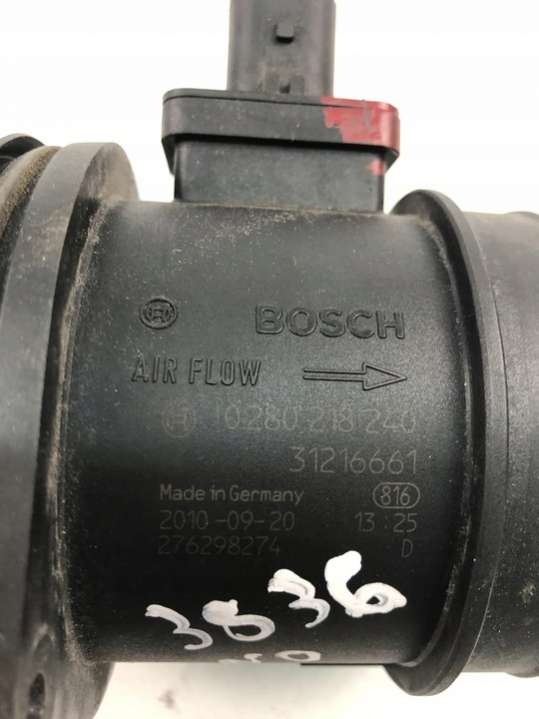 BOSCH
AIR FLOW
0280 218 240
31216661
Made in Germany 816
2010-09-20 13:25
276298274 D
3836